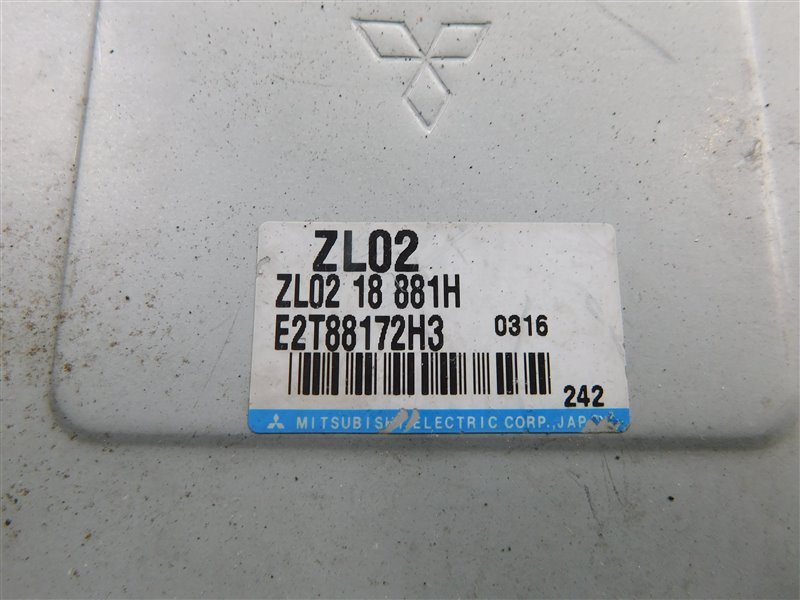 ZL02
ZL02 18 881H
E2T88172H3 0316
242
MITSUBISHI ELECTRIC CORP., JAPAN